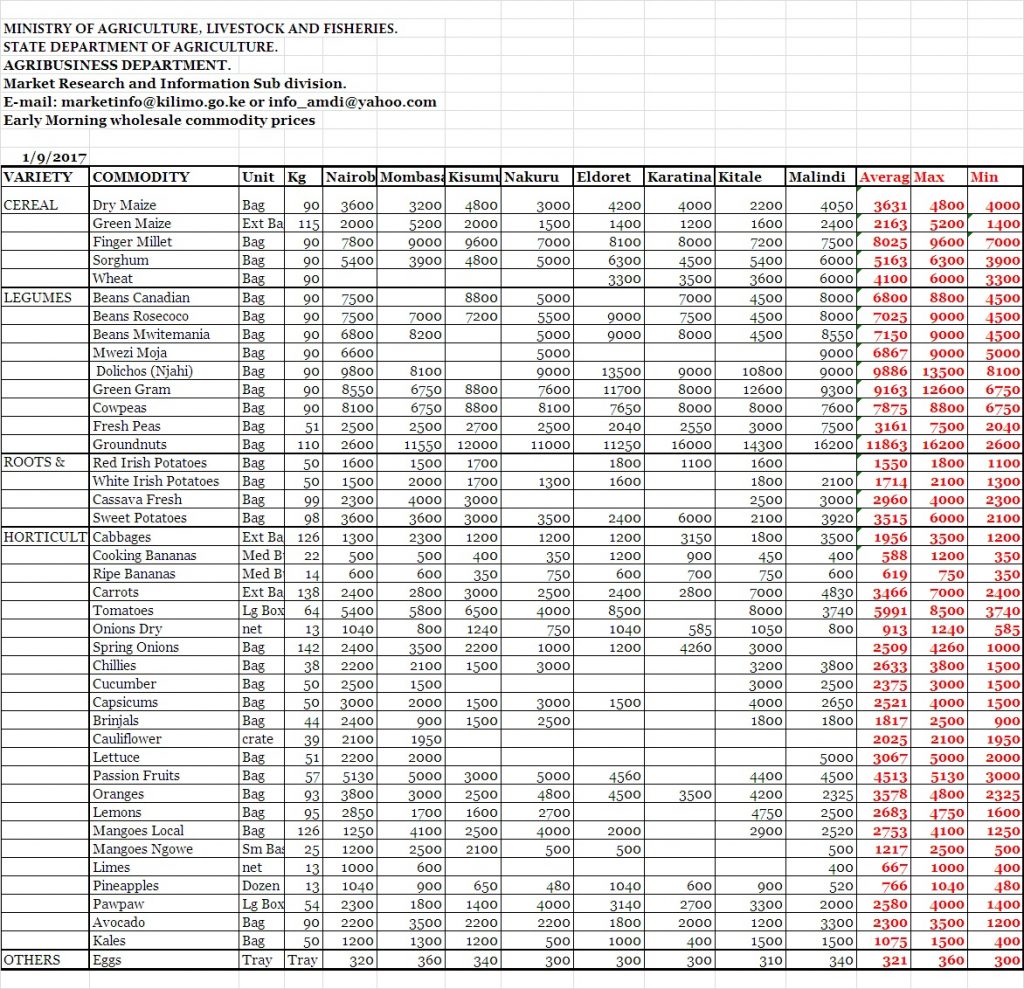 MINISTRY OF AGRICULTURE, LIVESTOCK AND FISHERIES.
STATE DEPARTMENT OF AGRICULTURE.
AGRIBUSINESS DEPARTMENT.
Market Research and Information Sub division.
E-mail: marketinfo@kilimo.go.ke or info_amdi@yahoo.com
Early Morning wholesale commodity prices
1/9/2017
VARIETY COMMODITY Unit Kg Nairob Mombasa Kisumu Nakuru Eldoret Karatina Kitale Malindi Averag Max Min
CEREAL Dry Maize Bag 90 3600 3200 4800 3000 4200 4000 2200 4050 3631 4800 4000
Green Maize Ext Ba 115 2000 5200 2000 1500 1400 1200 1600 2400 2163 5200 1400
Finger Millet Bag 90 7800 9000 9600 7000 8100 8000 7200 7500 8025 9600 7000
Sorghum Bag 90 5400 3900 4800 5000 6300 4500 5400 6000 5163 6300 3900
Wheat Bag 90 3300 3500 3600 6000 4100 6000 3300
LEGUMES Beans Canadian Bag 90 7500 8800 5000 7000 4500 8000 6800 8800 4500
Beans Rosecoco Bag 90 7500 7000 7200 5500 9000 7500 4500 8000 7025 9000 4500
Beans Mwitemania Bag 90 6800 8200 5000 9000 8000 4500 8550 7150 9000 4500
Mwezi Moja Bag 90 6600 5000 9000 6867 9000 5000
Dolichos (Njahi) Bag 90 9800 8100 9000 13500 9000 10800 9000 9886 13500 8100
Green Gram Bag 90 8550 6750 8800 7600 11700 8000 12600 9300 9163 12600 6750
Cowpeas Bag 90 8100 6750 8800 8100 7650 8000 8000 7600 7875 8800 6750
Fresh Peas Bag 51 2500 2500 2700 2500 2040 2550 3000 7500 3161 7500 2040
Groundnuts Bag 110 2600 11550 12000 11000 11250 16000 14300 16200 11863 16200 2600
ROOTS & Red Irish Potatoes Bag 50 1600 1500 1700 1800 1100 1600 1550 1800 1100
White Irish Potatoes Bag 50 1500 2000 1700 1300 1600 1800 2100 1714 2100 1300
Cassava Fresh Bag 99 2300 4000 3000 2500 3000 2960 4000 2300
Sweet Potatoes Bag 98 3600 3600 3000 3500 2400 6000 2100 3920 3515 6000 2100
HORTICULT Cabbages Ext Ba 126 1300 2300 1200 1200 1200 3150 1800 3500 1956 3500 1200
Cooking Bananas Med B 22 500 500 400 350 1200 900 450 400 588 1200 350
Ripe Bananas Med B 14 600 600 350 750 600 700 750 600 619 750 350
Carrots Ext Ba 138 2400 2800 3000 2500 2400 2800 7000 4830 3466 7000 2400
Tomatoes Lg Box 64 5400 5800 6500 4000 8500 8000 3740 5991 8500 3740
Onions Dry net 13 1040 800 1240 750 1040 585 1050 800 913 1240 585
Spring Onions Bag 142 2400 3500 2200 1000 1200 4260 3000 2509 4260 1000
Chillies Bag 38 2200 2100 1500 3000 3200 3800 2633 3800 1500
Cucumber Bag 50 2500 1500 3000 2500 2375 3000 1500
Capsicums Bag 50 3000 2000 1500 3000 1500 4000 2650 2521 4000 1500
Brinjals Bag 44 2400 900 1500 2500 1800 1800 1817 2500 900
Cauliflower crate 39 2100 1950 2025 2100 1950
Lettuce Bag 51 2200 2000 5000 3067 5000 2000
Passion Fruits Bag 57 5130 5000 3000 5000 4560 4400 4500 4513 5130 3000
Oranges Bag 93 3800 3000 2500 4800 4500 3500 4200 2325 3578 4800 2325
Lemons Bag 95 2850 1700 1600 2700 4750 2500 2683 4750 1600
Mangoes Local Bag 126 1250 4100 2500 4000 2000 2900 2520 2753 4100 1250
Mangoes Ngowe Sm Bas 25 1200 2500 2100 500 500 500 1217 2500 500
Limes net 13 1000 600 400 667 1000 400
Pineapples Dozen 13 1040 900 650 480 1040 600 900 520 766 1040 480
Pawpaw Lg Box 54 2300 1800 1400 4000 3140 2700 3300 2000 2580 4000 1400
Avocado Bag 90 2200 3500 2200 2200 1800 2000 1200 3300 2300 3500 1200
Kales Bag 50 1200 1300 1200 500 1000 400 1500 1500 1075 1500 400
OTHERS Eggs Tray Tray 320 360 340 300 300 300 310 340 321 360 300